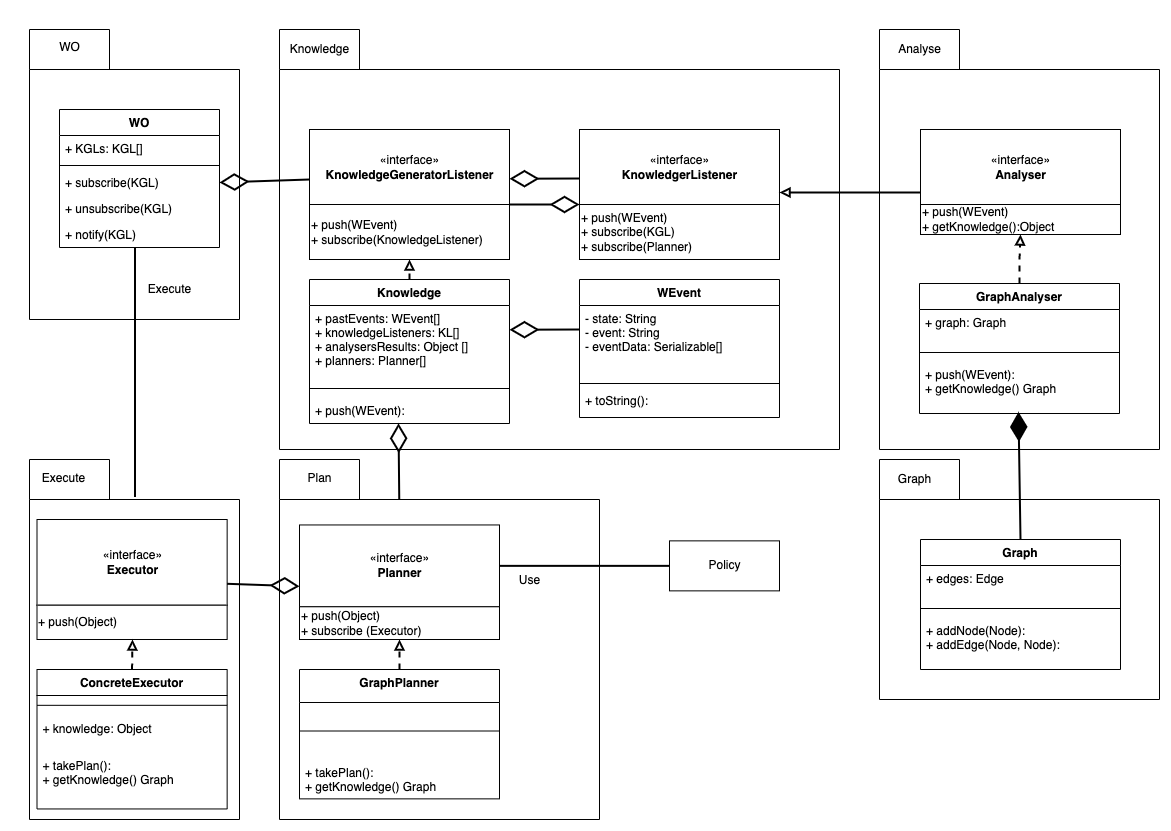 WO
WO
+ KGLs: KGL[]
+ subscribe(KGL)
+ unsubscribe(KGL)
+ notify(KGL)
Execute
Knowledge
«interface»
KnowledgeGeneratorListener
+ push(WEvent)
+ subscribe(KnowledgeListener)
«interface»
KnowledgerListener
+ push(WEvent)
+ subscribe(KGL)
+ subscribe(Planner)
Knowledge
+ pastEvents: WEvent[]
+ knowledgeListeners: KL[]
+ analysersResults: Object []
+ planners: Planner[]
+ push(WEvent):
WEvent
- state: String
- event: String
- eventData: Serializable[]
+ toString():
Analyse
«interface»
Analyser
+ push(WEvent)
+ getKnowledge():Object
GraphAnalyser
+ graph: Graph
+ push(WEvent):
+ getKnowledge() Graph
Execute
«interface»
Executor
+ push(Object)
ConcreteExecutor
+ knowledge: Object
+ takePlan():
+ getKnowledge() Graph
Plan
«interface»
Planner
+ push(Object)
+ subscribe (Executor)
GraphPlanner
+ takePlan():
+ getKnowledge() Graph
Use
Policy
Graph
Graph
+ edges: Edge
+ addNode(Node):
+ addEdge(Node, Node):